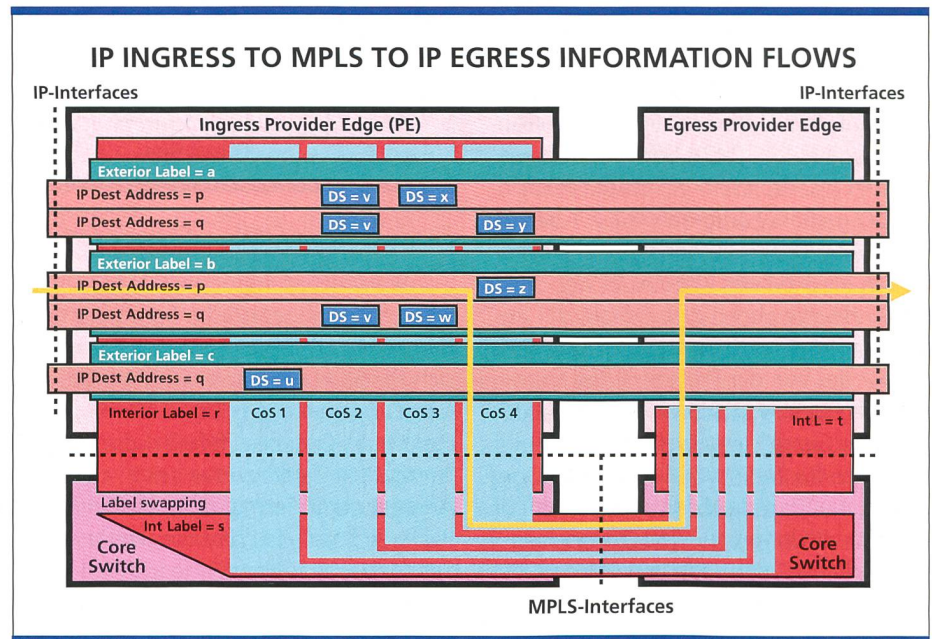 IP INGRESS TO MPLS TO IP EGRESS INFORMATION FLOWS
IP-Interfaces
IP-Interfaces
Ingress Provider Edge (PE)
Egress Provider Edge
Exterior Label = a
IP Dest Address = p
DS = v
DS = x
IP Dest Address = q
DS = v
DS = y
Exterior Label = b
IP Dest Address = p
DS = z
IP Dest Address = q
DS = v
DS = w
Exterior Label = c
IP Dest Address = q
DS = u
Interior Label = r
CoS 1
CoS 2
CoS 3
CoS 4
Int L = t
Label swapping
Int Label = s
Core
Switch
Core
Switch
MPLS-Interfaces